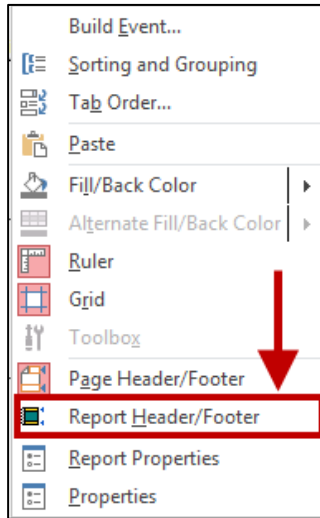 Build Event...
Sorting and Grouping
Tab Order...
Paste
Fill/Back Color
Alternate Fill/Back Color
Ruler
Grid
Toolbox
Page Header/Footer
Report Header/Footer
Report Properties
Properties